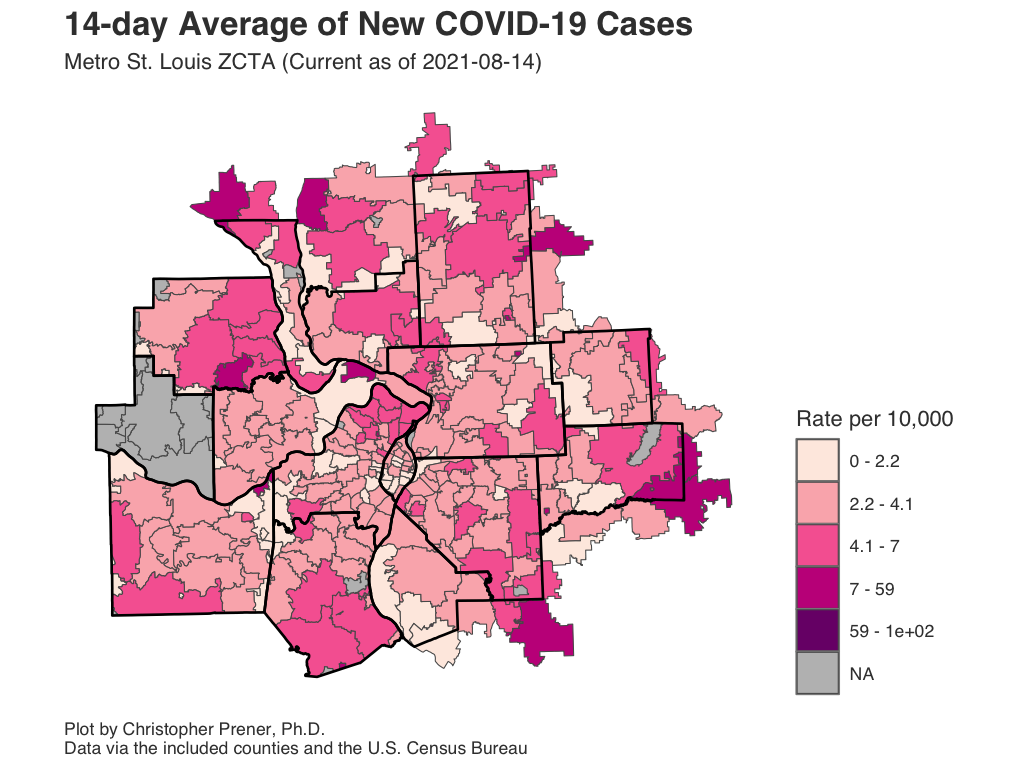 14-day Average of New COVID-19 Cases
Metro St. Louis ZCTA (Current as of 2021-08-14)
Rate per 10,000
0 - 2.2
2.2 - 4.1
4.1 - 7
7 - 59
59 - 1e+02
NA
Plot by Christopher Prener, Ph.D.
Data via the included counties and the U.S. Census Bureau